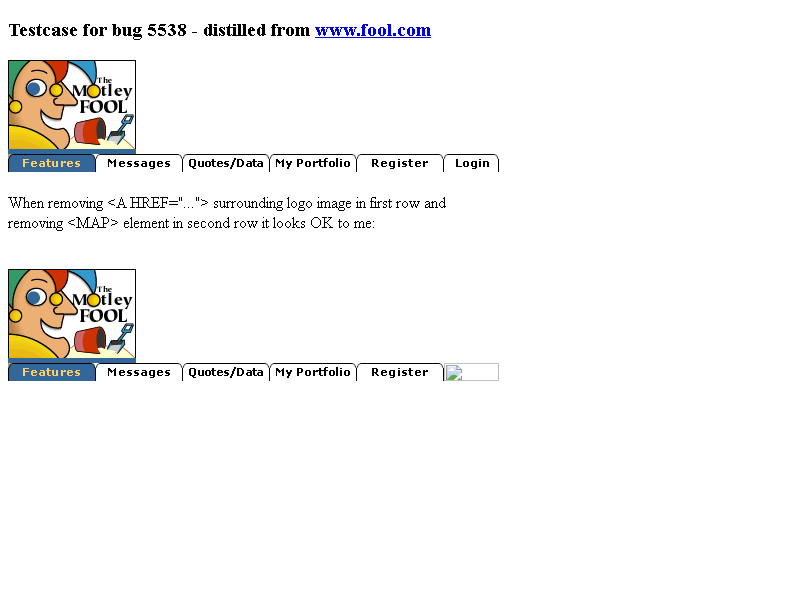 Testcase for bug 5538 - distilled from www.fool.com
The
Motley
FOOL
Features Messages Quotes/Data My Portfolio Register Login
When removing <A HREF="..."> surrounding logo image in first row and
removing <MAP> element in second row it looks OK to me:
The
Motley
FOOL
Features Messages Quotes/Data My Portfolio Register